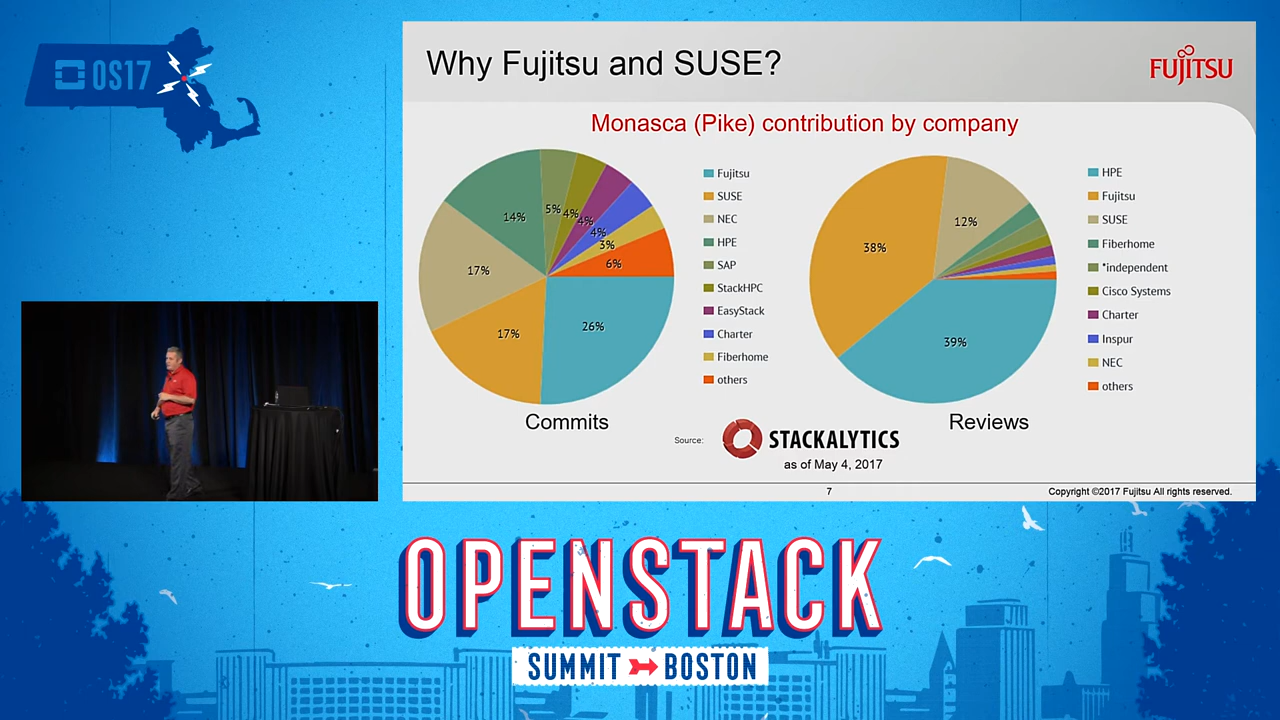 OS17
Why Fujitsu and SUSE?
FUJITSU
Monasca (Pike) contribution by company
14%
5%
4%
4%
4%
3%
6%
17%
17%
26%
Fujitsu
SUSE
NEC
HPE
SAP
StackHPC
EasyStack
Charter
Fiberhome
others
Commits
38%
12%
39%
HPE
Fujitsu
SUSE
Fiberhome
*independent
Cisco Systems
Charter
Inspur
NEC
others
Reviews
Source:
STACKALYTICS
as of May 4, 2017
7
Copyright ©2017 Fujitsu All rights reserved.
OPENSTACK
SUMMIT BOSTON